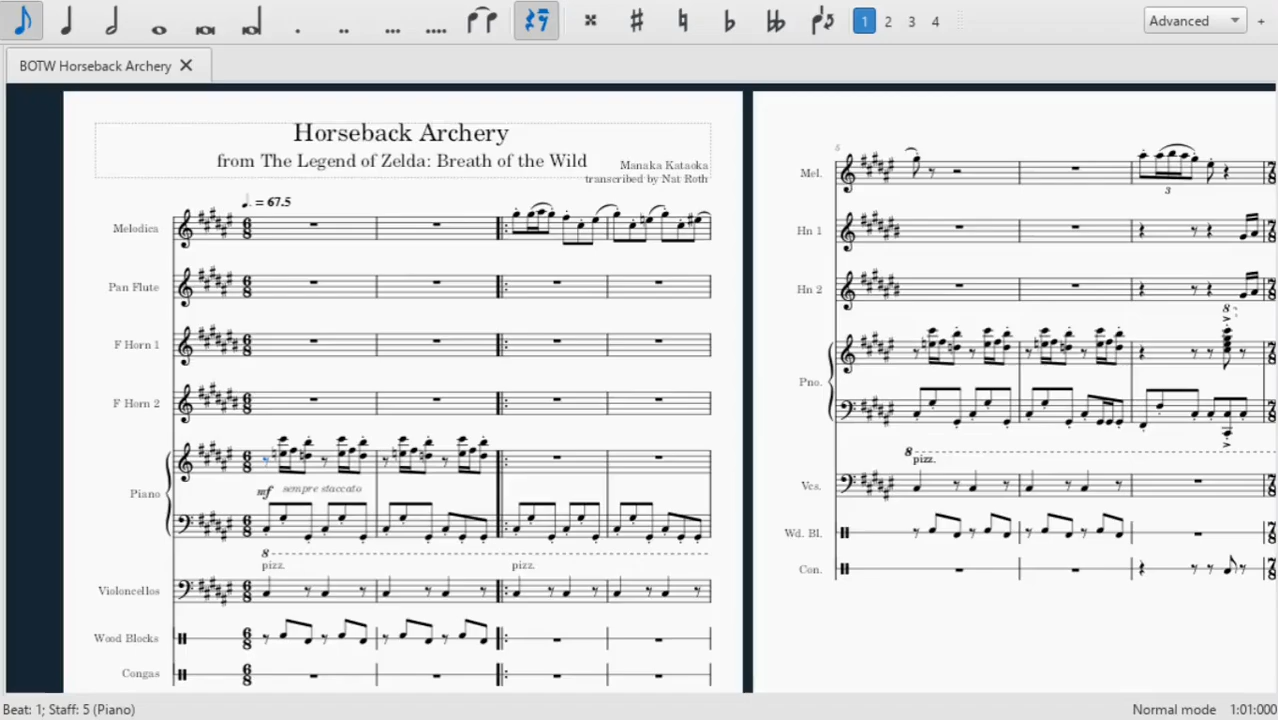 1 2 3 4 Advanced +
BOTW Horseback Archery
Horseback Archery
from The Legend of Zelda: Breath of the Wild
Manaka Kataoka
transcribed by Nat Roth
= 67.5
Melodica
Pan Flute
F Horn 1
F Horn 2
Piano
mf sempre staccato
8
pizz. pizz.
Violoncellos
Wood Blocks
Congas
5
Mel.
3
Hn 1
Hn 2
8
Pno.
8
pizz.
Vcs.
Wd. Bl.
Con.
Beat: 1; Staff: 5 (Piano) Normal mode 1:01:000